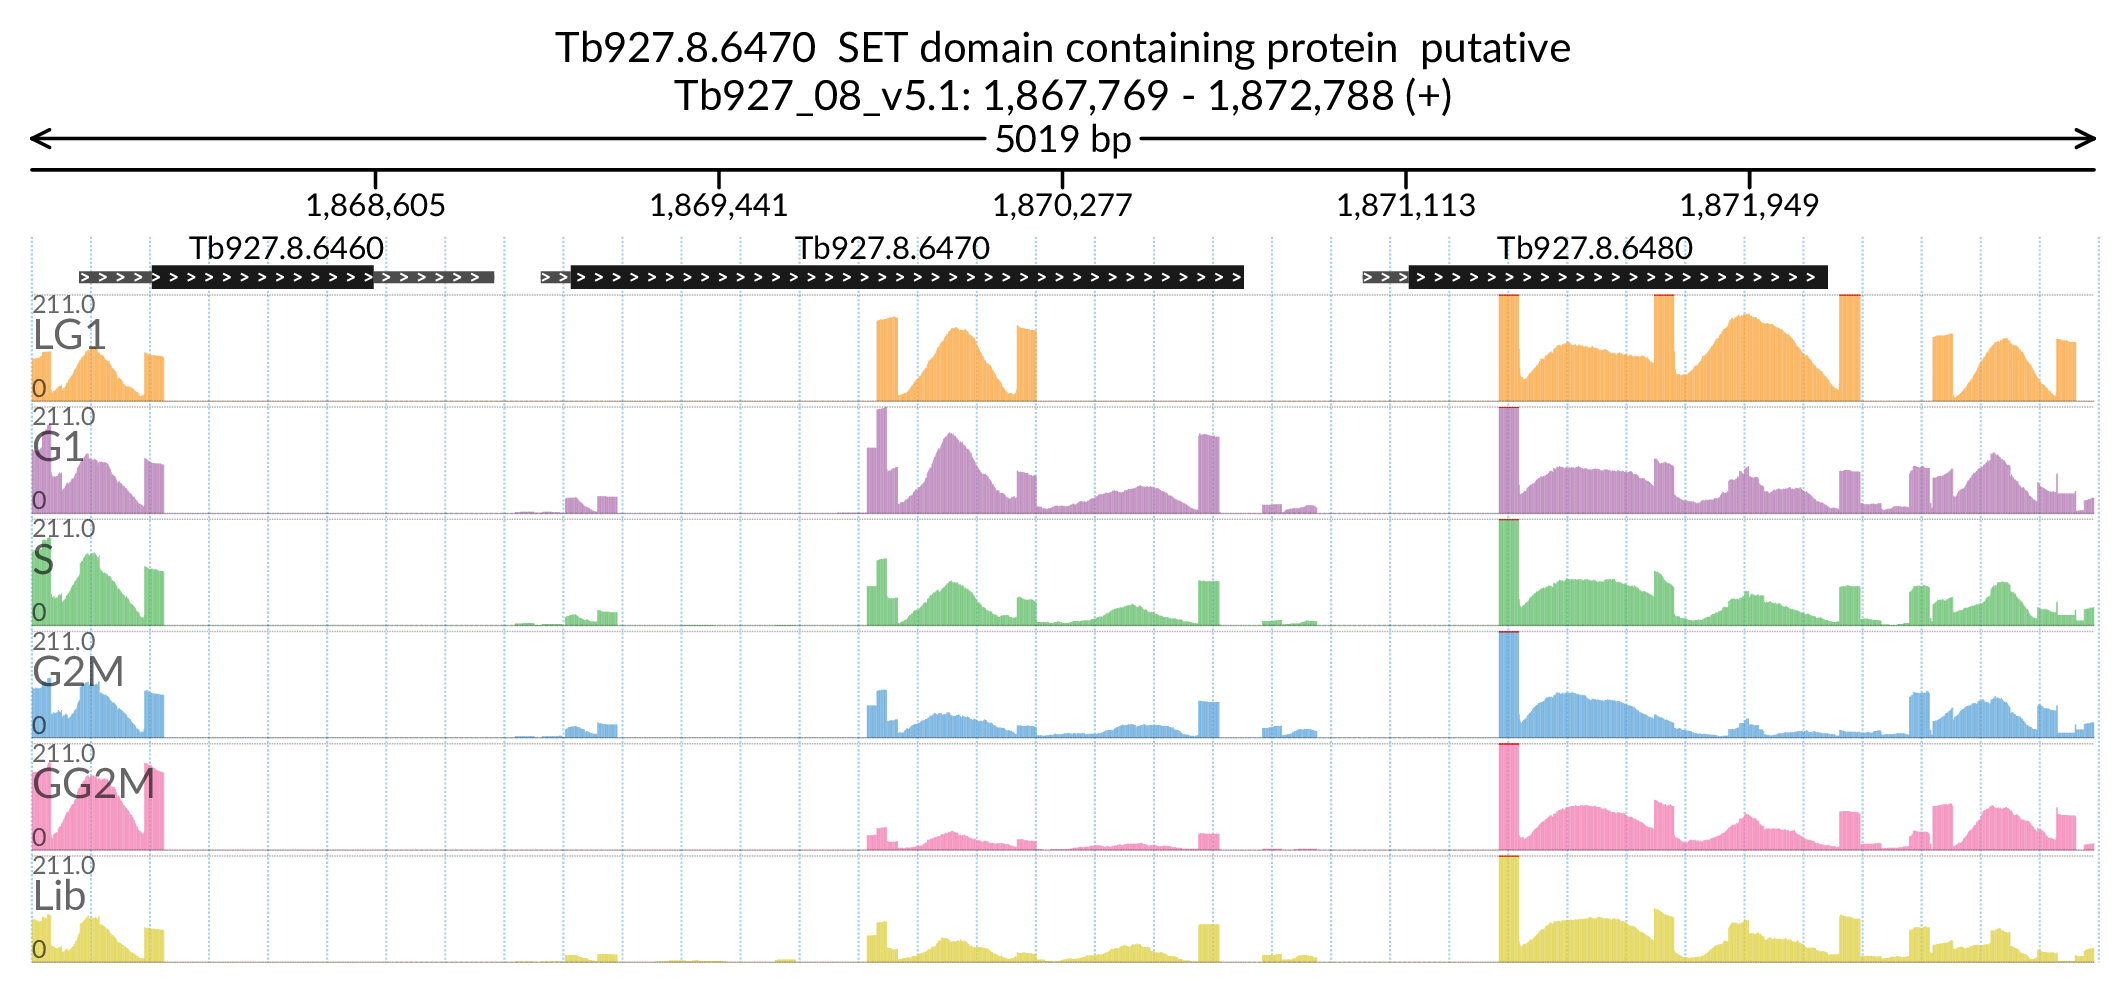 Tb927.8.6470  SET domain containing protein  putative
Tb927_08_v5.1: 1,867,769 - 1,872,788 (+)
5019 bp
1,868,605 1,869,441 1,870,277 1,871,113 1,871,949
Tb927.8.6460 Tb927.8.6470 Tb927.8.6480
211.0
LG1
0
211.0
G1
0
211.0
S
0
211.0
G2M
0
211.0
GG2M
0
211.0
Lib
0